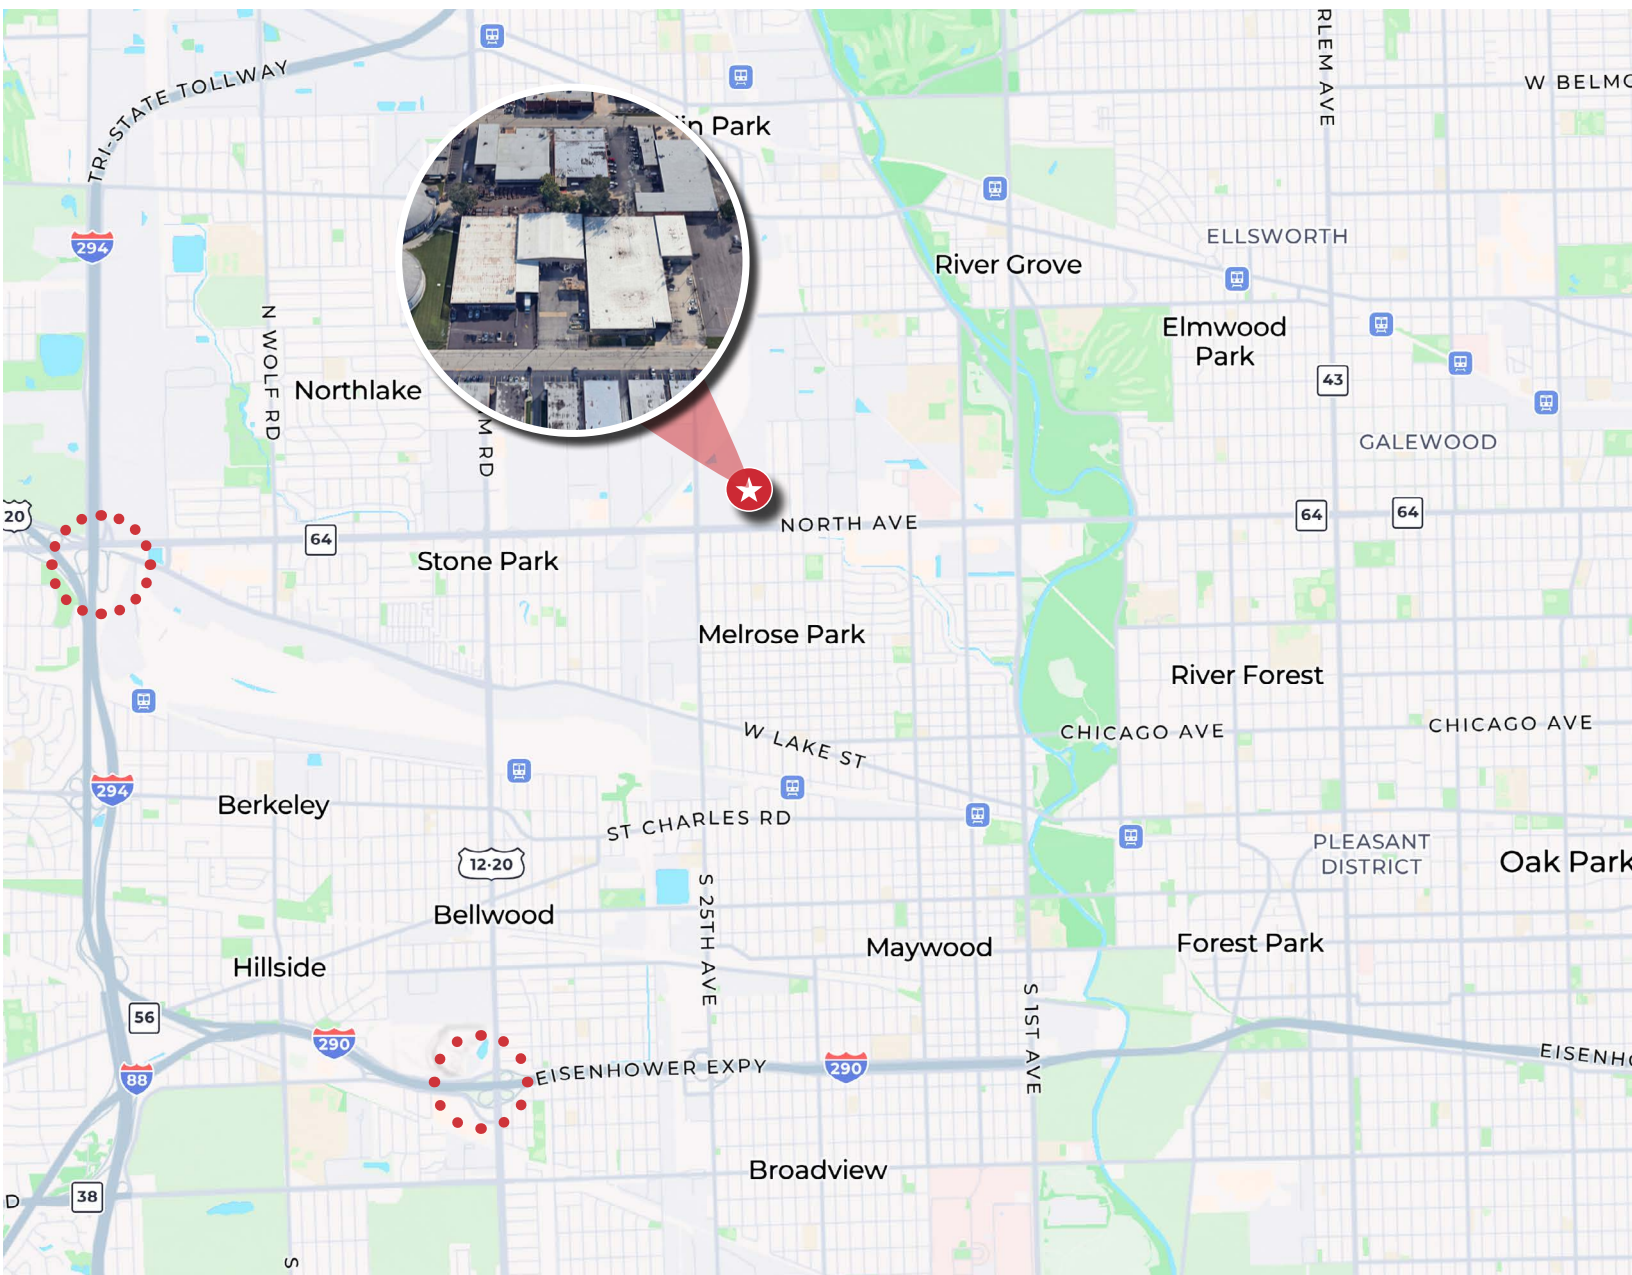 RLEM AVE
W BELMO
TRI-STATE TOLLWAY
in Park
294
ELLSWORTH
River Grove
N WOLF RD
Elmwood
Park
43
Northlake
M RD
GALEWOOD
20
64
NORTH AVE
64
64
Stone Park
Melrose Park
River Forest
W LAKE ST
CHICAGO AVE
CHICAGO AVE
294
Berkeley
ST CHARLES RD
12·20
PLEASANT
DISTRICT
Oak Park
S 25TH AVE
Bellwood
Maywood
Forest Park
Hillside
S 1ST AVE
56
290
88
EISENHOWER EXPY
290
EISENHO
Broadview
38
D
S